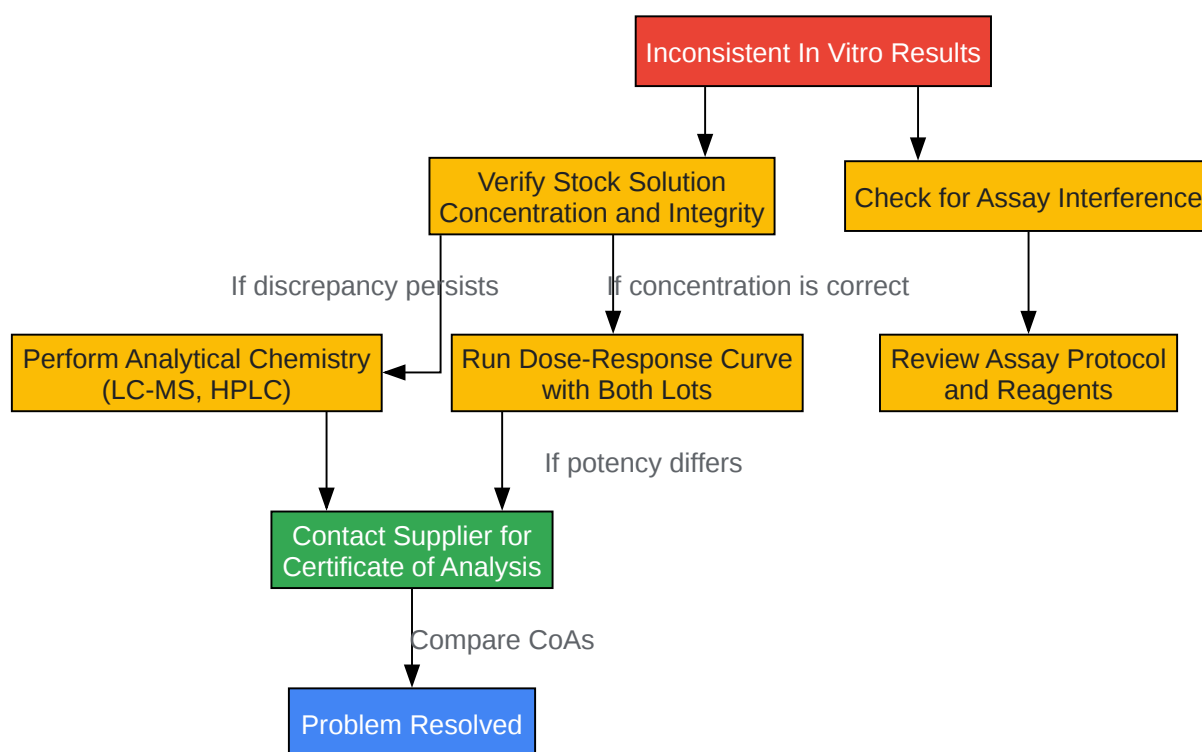 Inconsistent In Vitro Results
Verify Stock Solution
Concentration and Integrity
Check for Assay Interference
If discrepancy persists
If concentration is correct
Perform Analytical Chemistry
(LC-MS, HPLC)
Run Dose-Response Curve
with Both Lots
Review Assay Protocol
and Reagents
If potency differs
Contact Supplier for
Certificate of Analysis
Compare CoAs
Problem Resolved